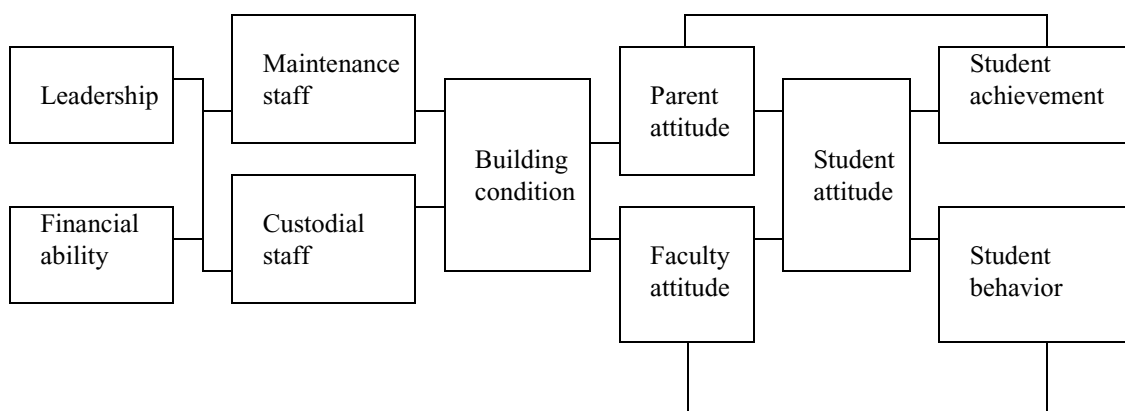 Leadership
Financial
ability
Maintenance
staff
Custodial
staff
Building
condition
Parent
attitude
Faculty
attitude
Student
attitude
Student
achievement
Student
behavior